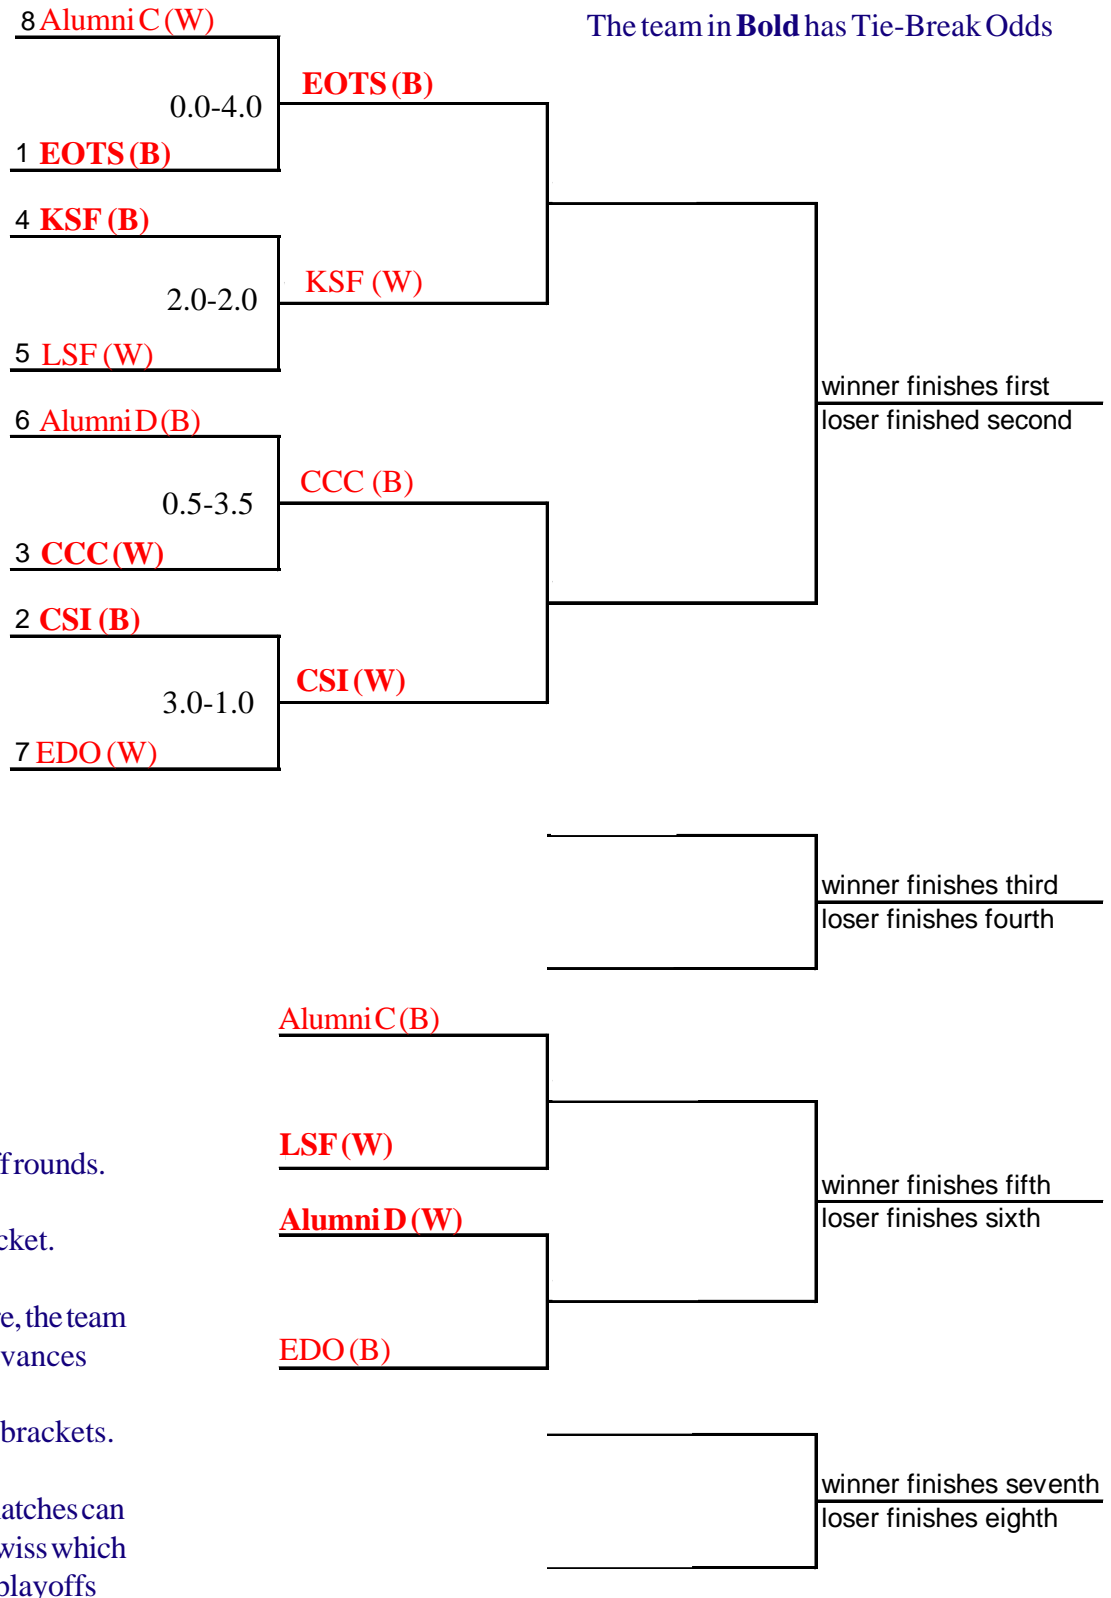 8 Alumni C (W)
The team in Bold has Tie-Break Odds
EOTS (B)
0.0-4.0
1 EOTS (B)
4 KSF (B)
KSF (W)
2.0-2.0
5 LSF (W)
winner finishes first
loser finished second
6 Alumni D (B)
CCC (B)
0.5-3.5
3 CCC (W)
2 CSI (B)
CSI (W)
3.0-1.0
7 EDO (W)
winner finishes third
loser finishes fourth
Alumni C (B)
LSF (W)
Alumni D (W)
EDO (B)
winner finishes fifth
loser finishes sixth
winner finishes seventh
loser finishes eighth
f rounds.
cket.
re, the team
vances
brackets.
atches can
wiss which
playoffs